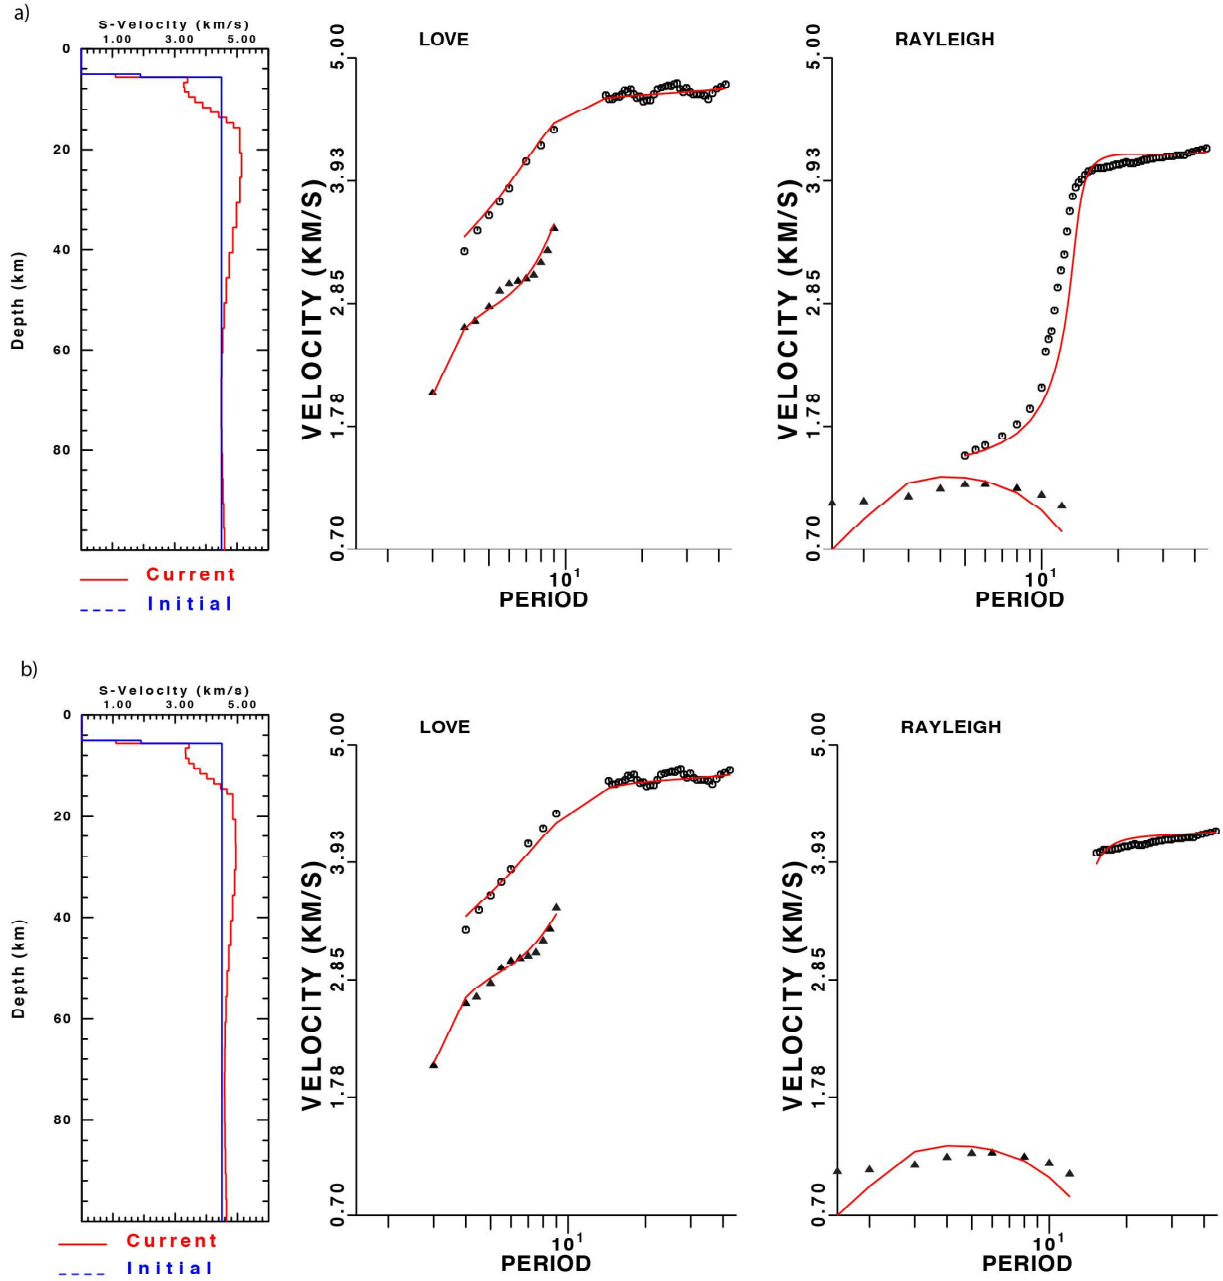 a)
S-Velocity (km/s)
1.00 3.00 5.00
0
20
40
60
80
Depth (km)
Current
Initial
LOVE
5.00
3.93
2.85
1.78
0.70
VELOCITY (KM/S)
10¹
PERIOD
RAYLEIGH
5.00
3.93
2.85
1.78
0.70
VELOCITY (KM/S)
10¹
PERIOD
b)
S-Velocity (km/s)
1.00 3.00 5.00
0
20
40
60
80
Depth (km)
Current
Initial
LOVE
5.00
3.93
2.85
1.78
0.70
VELOCITY (KM/S)
10¹
PERIOD
RAYLEIGH
5.00
3.93
2.85
1.78
0.70
VELOCITY (KM/S)
10¹
PERIOD